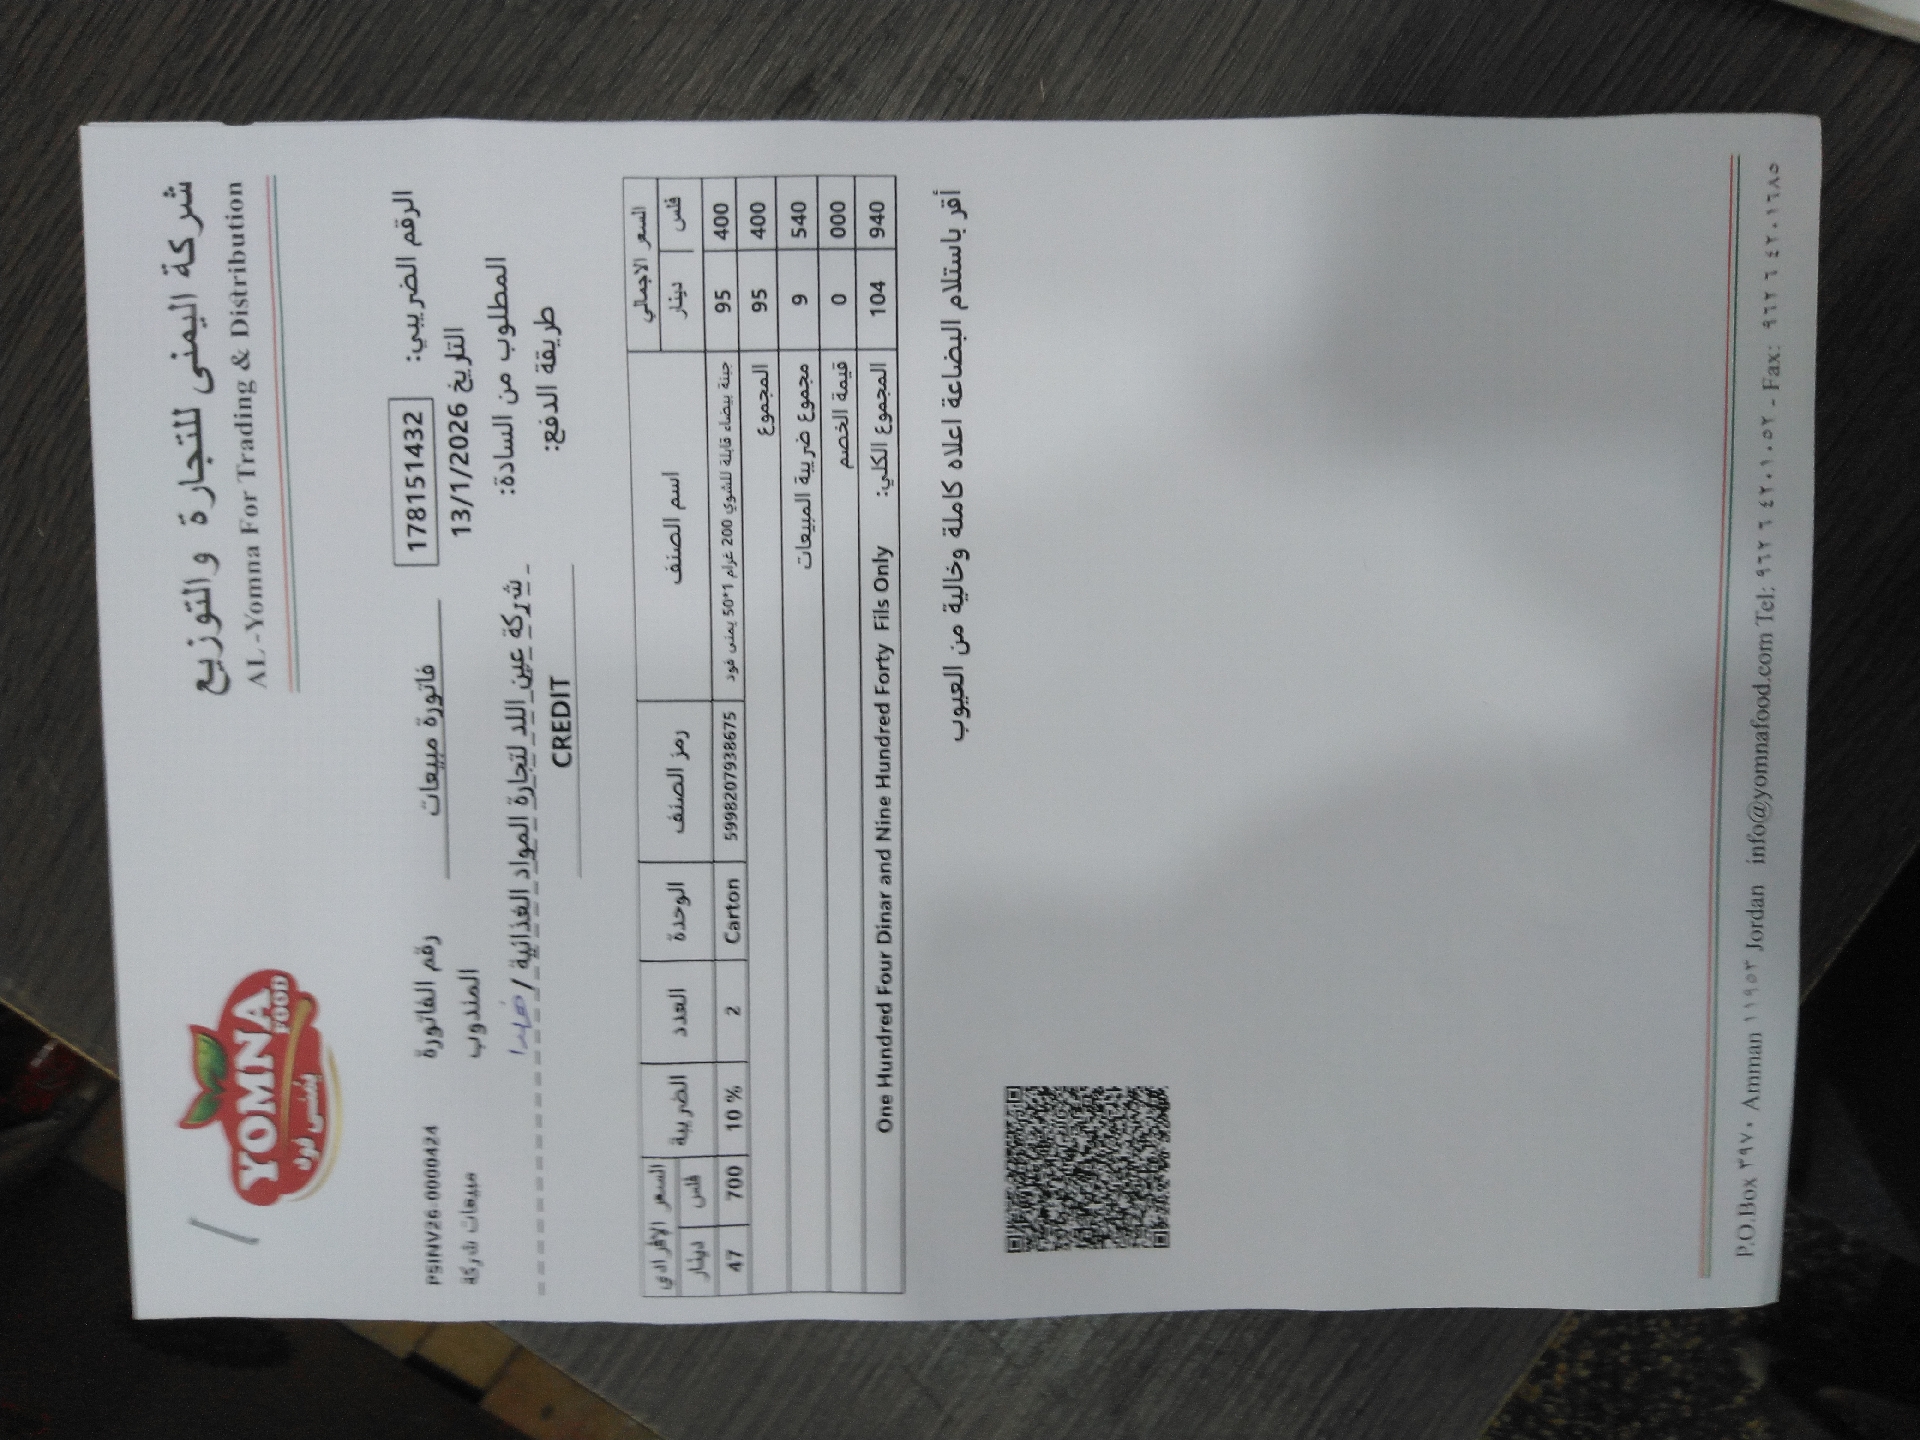 شركة اليمنى للتجارة والتوزيع
AL-Yomna For Trading & Distribution
YOMNA
FOOD
يمنى فود
الرقم الضريبي: 178151432
فاتورة مبيعات
رقم الفاتورة PSINV26-0000424
التاريخ 13/1/2026
المندوب مبيعات شركة
المطلوب من السادة: شركة عين اللد لتجارة المواد الغذائية /
طريقة الدفع: CREDIT
السعر الاجمالي اسم الصنف رمز الصنف الوحدة العدد الضريبة السعر الإفرادي
دينار فلس دينار فلس
95 400 جبنة بيضاء قابلة للشوي 200 غرام 1*50 يمنى فود 5998207938675 Carton 2 10 % 47 700
المجموع 95 400
مجموع ضريبة المبيعات 9 540
قيمة الخصم 0 000
المجموع الكلي: 104 940 One Hundred Four Dinar and Nine Hundred Forty Fils Only
أقر باستلام البضاعة اعلاه كاملة وخالية من العيوب
P.O.Box ٣٩٧٠ Amman ١١٩٥٣ Jordan info@yomnafood.com Tel: ٩٦٢ ٦ ٤٢٠١٠٥٢ - Fax: ٩٦٢ ٦ ٤٢٠١٦٨٥